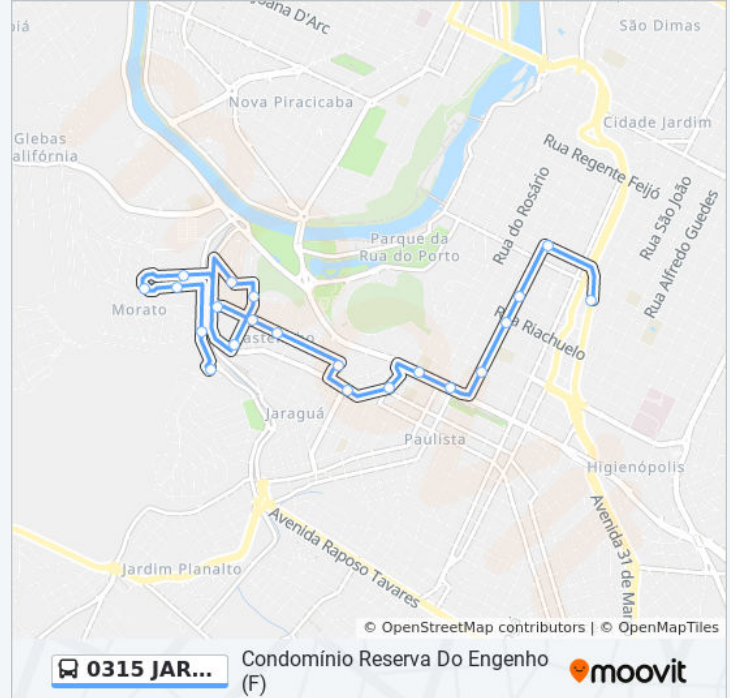 Joana D'Arc
São Dimas
Nova Piracicaba
Cidade Jardim
Glebas
alifórnia
Rua Regente Feijó
Rua do Rosário
Rua São João
Rua Alfredo Guedes
Parque da
Rua do Porto
Morato
Rua Riachuelo
Jaraguá
Paulista
Higienópolis
Avenida 31 de Mar
Avenida Raposo Tavares
Jardim Planalto
© OpenStreetMap contributors | © OpenMapTiles
0315 JAR...
Condomínio Reserva Do Engenho
(F)
moovit